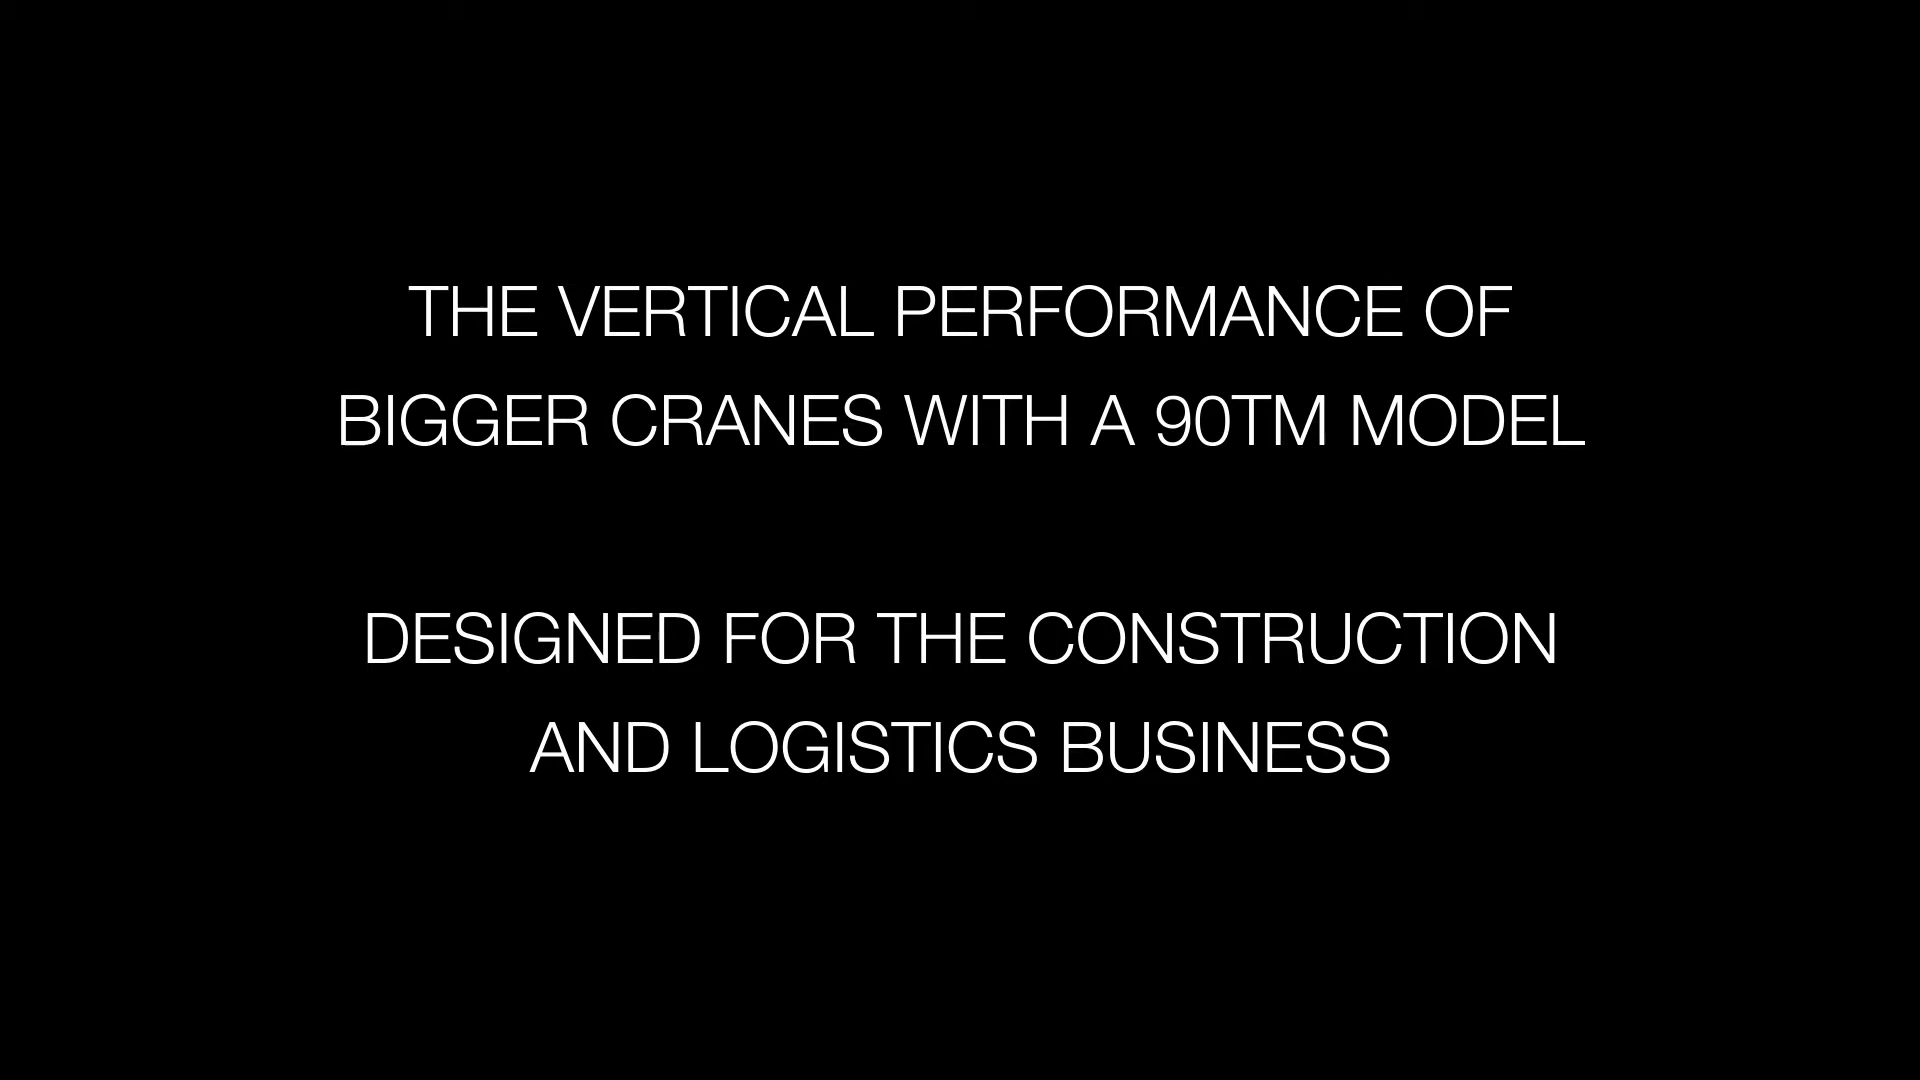 THE VERTICAL PERFORMANCE OF
BIGGER CRANES WITH A 90TM MODEL
DESIGNED FOR THE CONSTRUCTION
AND LOGISTICS BUSINESS